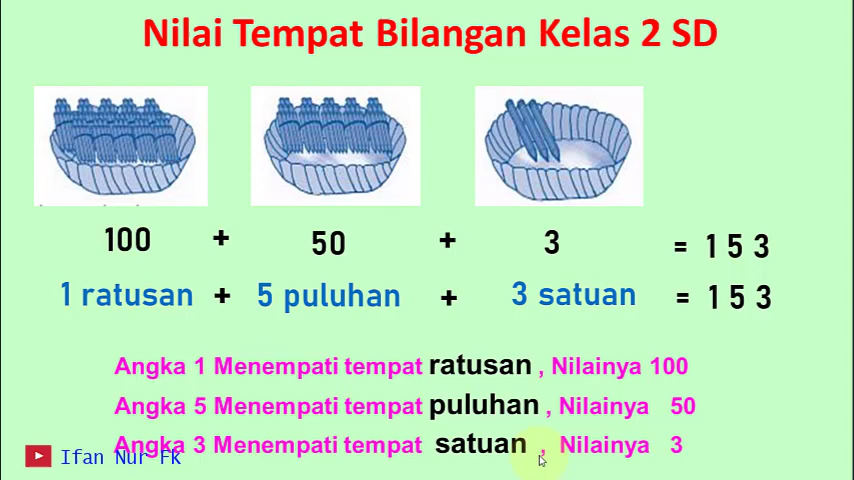 Nilai Tempat Bilangan Kelas 2 SD
100 + 50 + 3 = 1 5 3
1 ratusan + 5 puluhan + 3 satuan = 1 5 3
Angka 1 Menempati tempat ratusan , Nilainya 100
Angka 5 Menempati tempat puluhan , Nilainya 50
Angka 3 Menempati tempat satuan , Nilainya 3
Ifan Nur FK